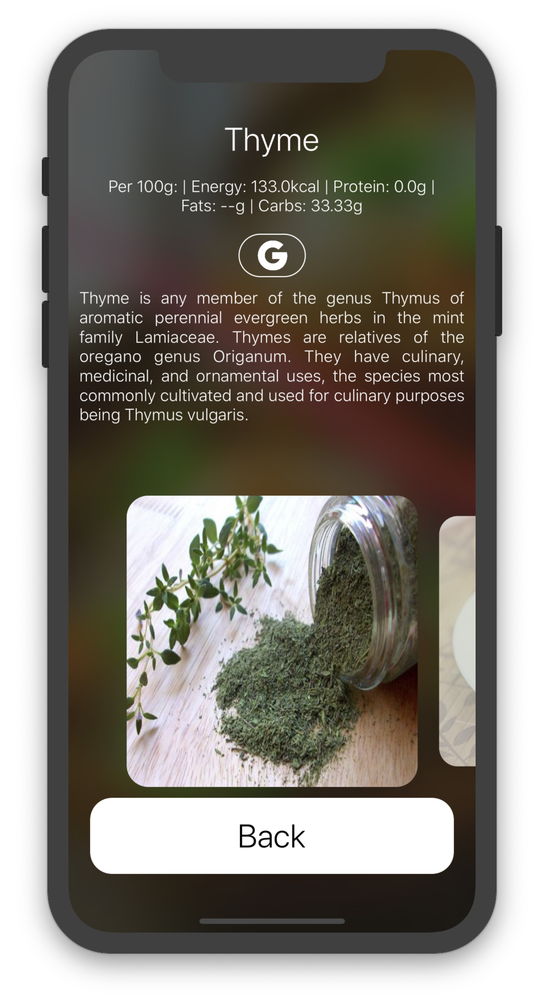 Thyme
Per 100g: | Energy: 133.0kcal | Protein: 0.0g |
Fats: --g | Carbs: 33.33g
G
Thyme is any member of the genus Thymus of
aromatic perennial evergreen herbs in the mint
family Lamiaceae. Thymes are relatives of the
oregano genus Origanum. They have culinary,
medicinal, and ornamental uses, the species most
commonly cultivated and used for culinary purposes
being Thymus vulgaris.
Back